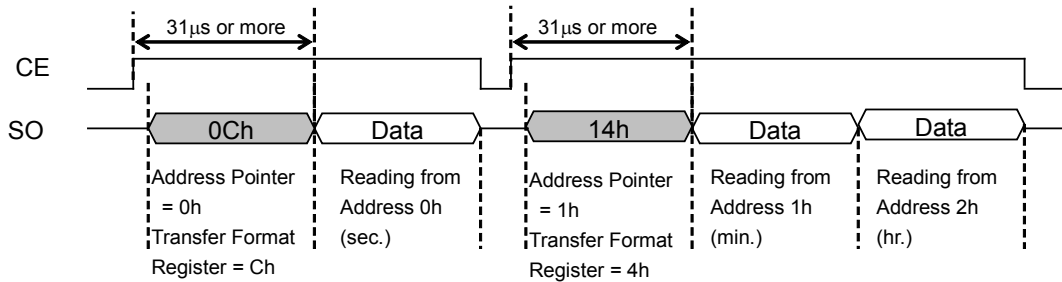 31μs or more
31μs or more
CE
SO
0Ch
Data
14h
Data
Data
Address Pointer
= 0h
Transfer Format
Register = Ch
Reading from
Address 0h
(sec.)
Address Pointer
= 1h
Transfer Format
Register = 4h
Reading from
Address 1h
(min.)
Reading from
Address 2h
(hr.)